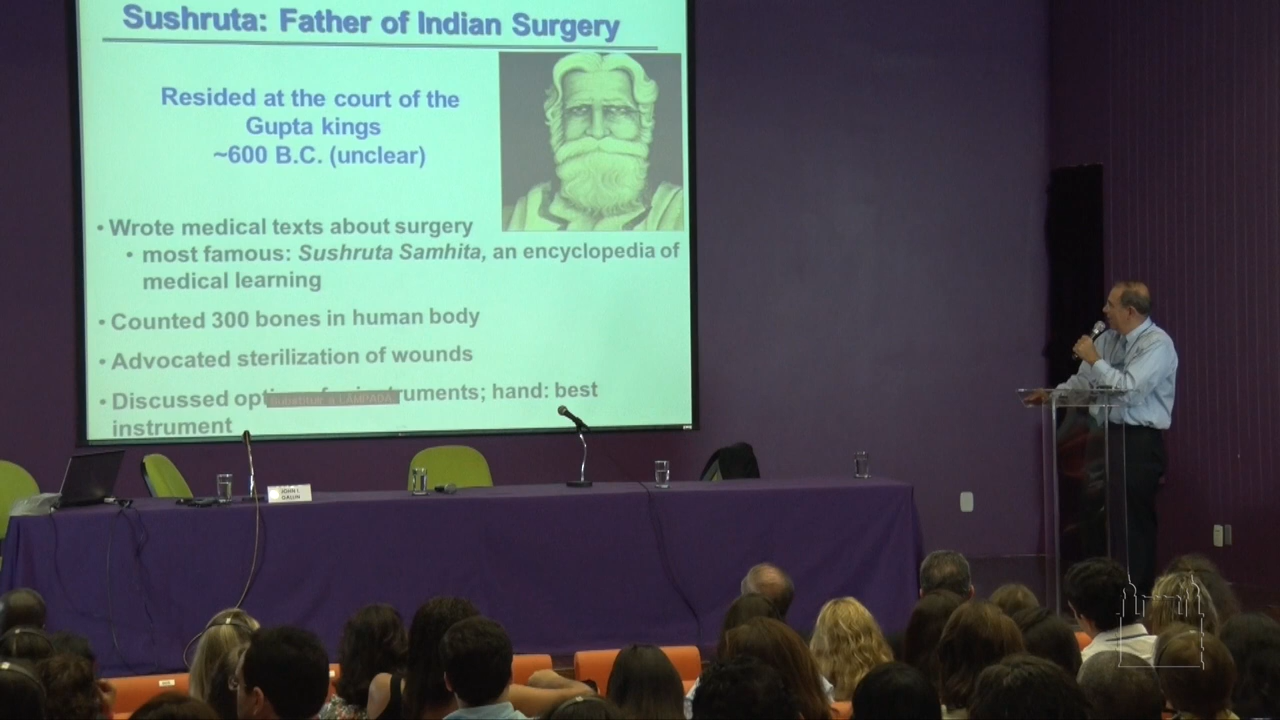 Sushruta: Father of Indian Surgery
Resided at the court of the
Gupta kings
~600 B.C. (unclear)
• Wrote medical texts about surgery
• most famous: Sushruta Samhita, an encyclopedia of
medical learning
• Counted 300 bones in human body
• Advocated sterilization of wounds
• Discussed opt ruments; hand: best
instrument
Substituir a LÂMPADA
JOHN I.
GALLIN